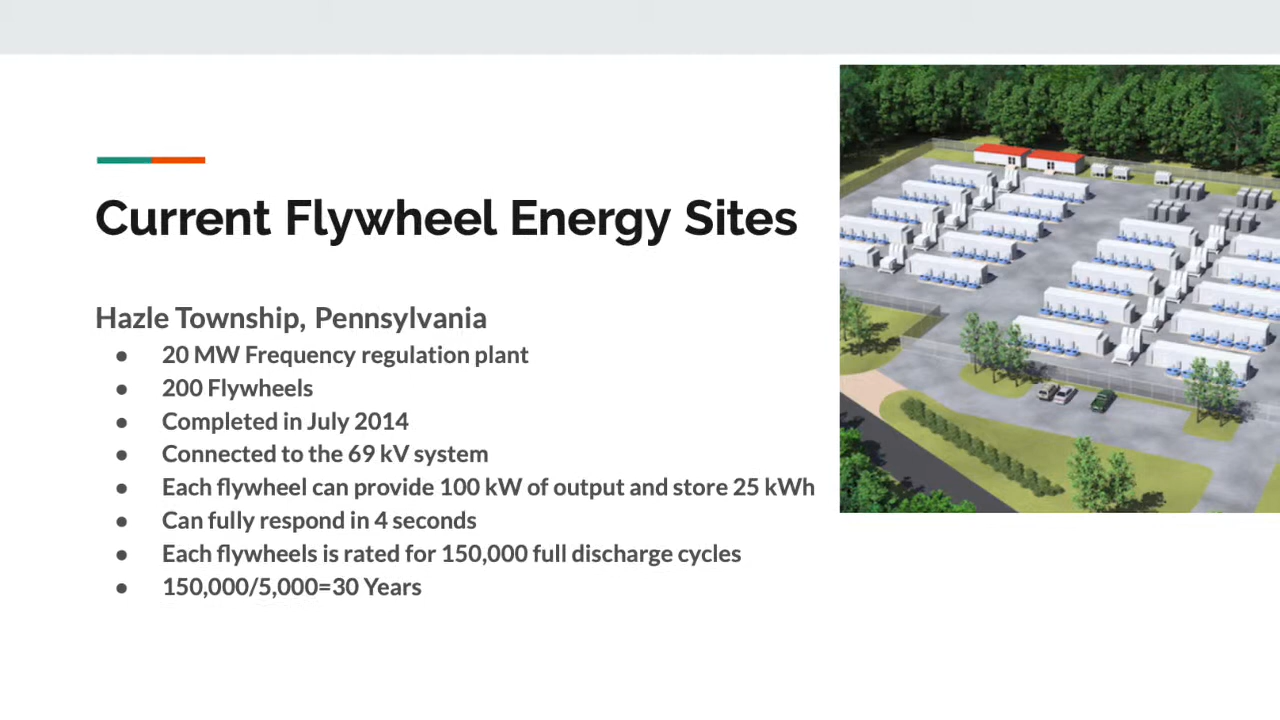 Current Flywheel Energy Sites
Hazle Township, Pennsylvania
● 20 MW Frequency regulation plant
● 200 Flywheels
● Completed in July 2014
● Connected to the 69 kV system
● Each flywheel can provide 100 kW of output and store 25 kWh
● Can fully respond in 4 seconds
● Each flywheels is rated for 150,000 full discharge cycles
● 150,000/5,000=30 Years